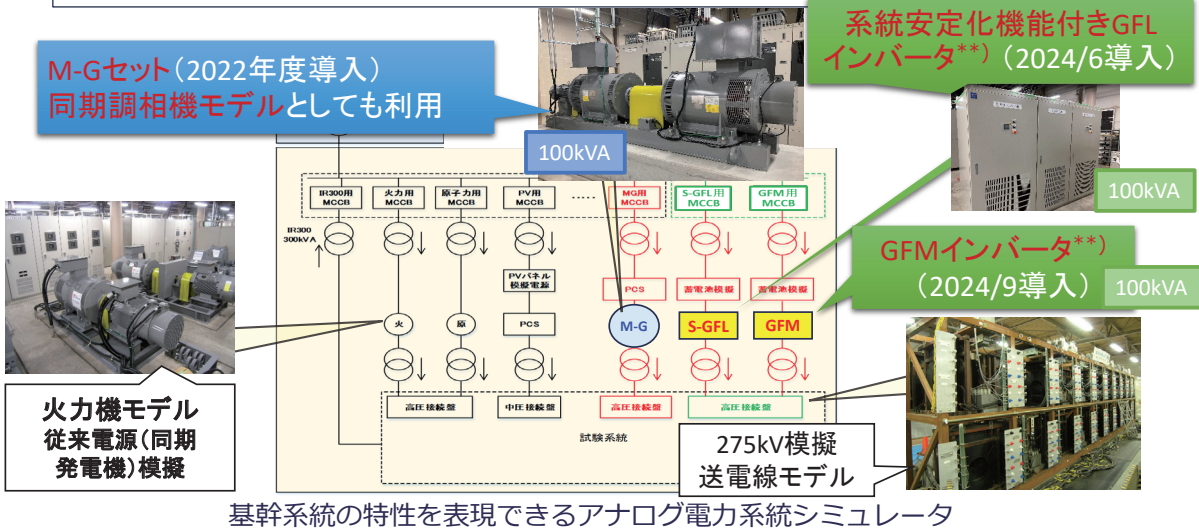 M-Gセット(2022年度導入)
同期調相機モデルとしても利用
100kVA
系統安定化機能付きGFL
インバータ**)(2024/6導入)
100kVA
GFMインバータ**)
(2024/9導入)
100kVA
IR300用
MCCB
火力用
MCCB
原子力用
MCCB
PV用
MCCB
……
MG用
MCCB
S-GFL用
MCCB
GFM用
MCCB
IR300
300kVA
PVパネル
模擬電源
PCS
蓄電池模擬
蓄電池模擬
火
原
PCS
M-G
S-GFL
GFM
高圧接続盤
中圧接続盤
高圧接続盤
高圧接続盤
試験系統
火力機モデル
従来電源(同期
発電機)模擬
275kV模擬
送電線モデル
基幹系統の特性を表現できるアナログ電力系統シミュレータ